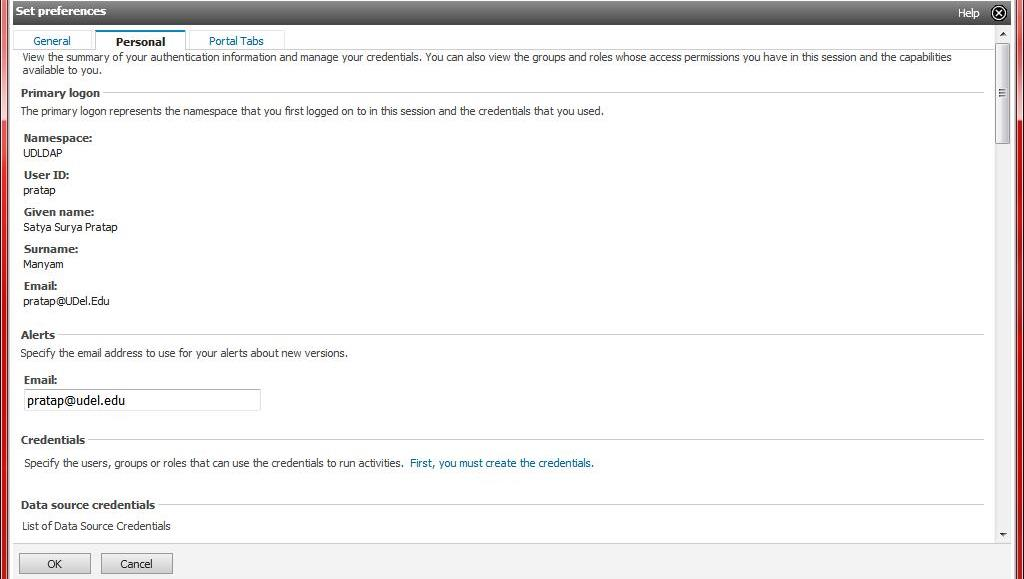 Set preferences
Help
General
Personal
Portal Tabs
View the summary of your authentication information and manage your credentials. You can also view the groups and roles whose access permissions you have in this session and the capabilities
available to you.
Primary logon
The primary logon represents the namespace that you first logged on to in this session and the credentials that you used.
Namespace:
UDLDAP
User ID:
pratap
Given name:
Satya Surya Pratap
Surname:
Manyam
Email:
pratap@UDel.Edu
Alerts
Specify the email address to use for your alerts about new versions.
Email:
pratap@udel.edu
Credentials
Specify the users, groups or roles that can use the credentials to run activities. First, you must create the credentials.
Data source credentials
List of Data Source Credentials
OK
Cancel